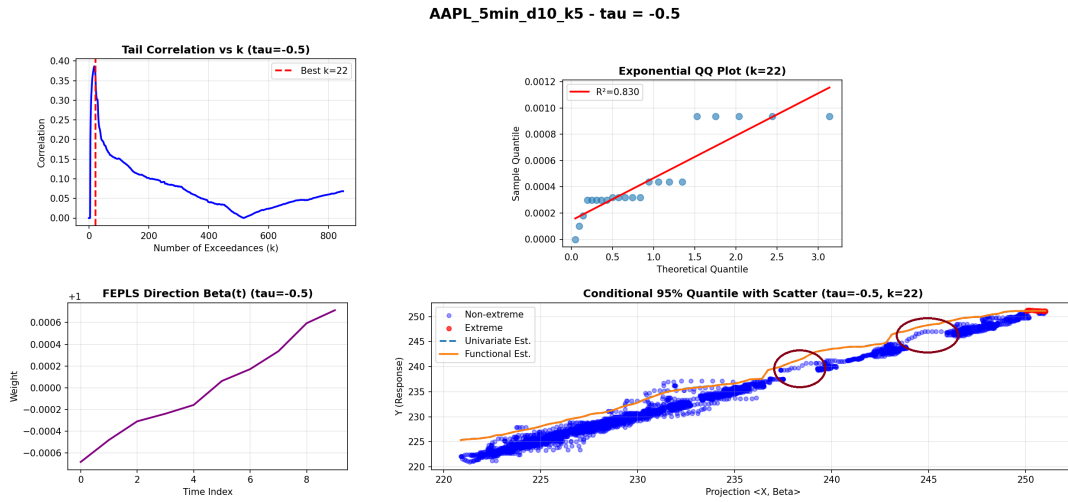 AAPL_5min_d10_k5 - tau = -0.5
Tail Correlation vs k (tau=-0.5)
0.40
0.35
0.30
0.25
0.20
0.15
0.10
0.05
0.00
Correlation
Best k=22
0
200
400
600
800
Number of Exceedances (k)
Exponential QQ Plot (k=22)
0.0012
0.0010
0.0008
0.0006
0.0004
0.0002
0.0000
Sample Quantile
R²=0.830
0.0
0.5
1.0
1.5
2.0
2.5
3.0
Theoretical Quantile
FEPLS Direction Beta(t) (tau=-0.5)
+1
0.0006
0.0004
0.0002
0.0000
−0.0002
−0.0004
−0.0006
Weight
0
2
4
6
8
Time Index
Conditional 95% Quantile with Scatter (tau=-0.5, k=22)
250
245
240
235
230
225
220
Y (Response)
Non-extreme
Extreme
Univariate Est.
Functional Est.
220
225
230
235
240
245
250
Projection <X, Beta>